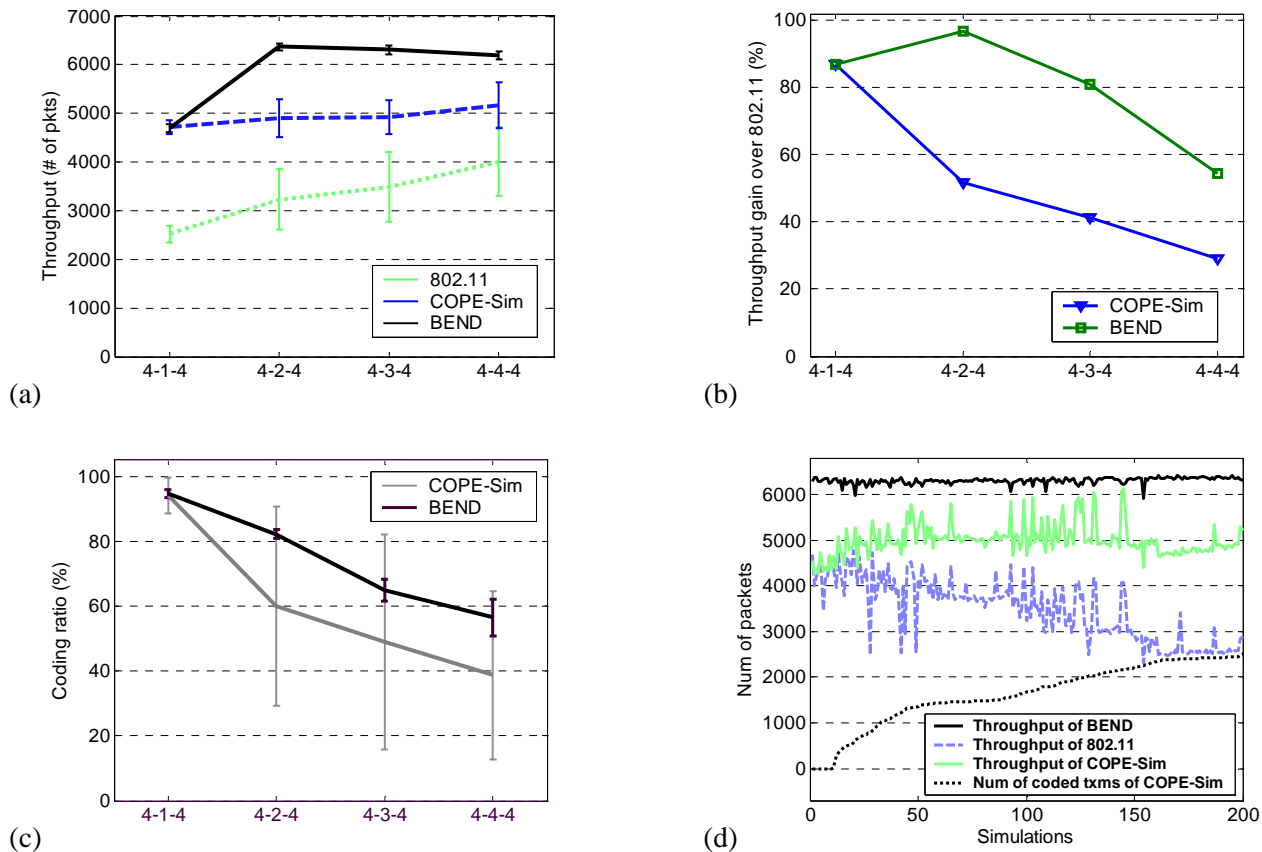 7000
6000
5000
4000
3000
2000
1000
0
Throughput (# of pkts)
802.11
COPE-Sim
BEND
4-1-4 4-2-4 4-3-4 4-4-4
(a)
100
80
60
40
20
0
Throughput gain over 802.11 (%)
COPE-Sim
BEND
4-1-4 4-2-4 4-3-4 4-4-4
(b)
100
80
60
40
20
0
Coding ratio (%)
COPE-Sim
BEND
4-1-4 4-2-4 4-3-4 4-4-4
(c)
6000
5000
4000
3000
2000
1000
0
Num of packets
Throughput of BEND
Throughput of 802.11
Throughput of COPE-Sim
Num of coded txms of COPE-Sim
0 50 100 150 200
Simulations
(d)